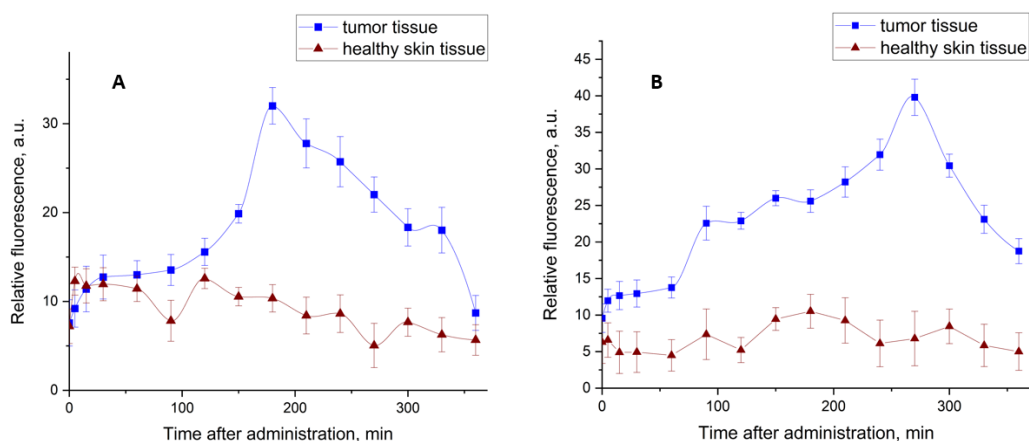 tumor tissue
healthy skin tissue
A
30
20
10
0
Relative fluorescence, a.u.
0
100
200
300
Time after administration, min
tumor tissue
healthy skin tissue
B
45
40
35
30
25
20
15
10
5
0
Relative fluorescence, a.u.
0
100
200
300
Time after administration, min